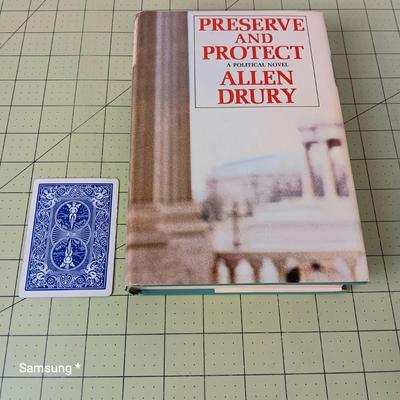 PRESERVE
AND
PROTECT
A POLITICAL NOVEL
ALLEN
DRURY
Samsung *